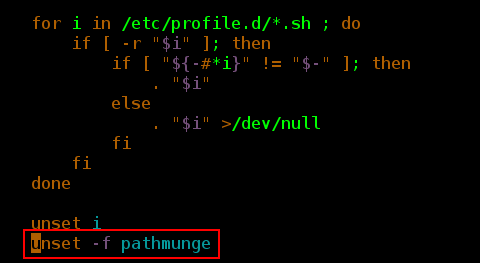 for i in /etc/profile.d/*.sh ; do
    if [ -r "$i" ]; then
        if [ "${-#*i}" != "$-" ]; then
            . "$i"
        else
            . "$i" >/dev/null
        fi
    fi
done
unset i
unset -f pathmunge